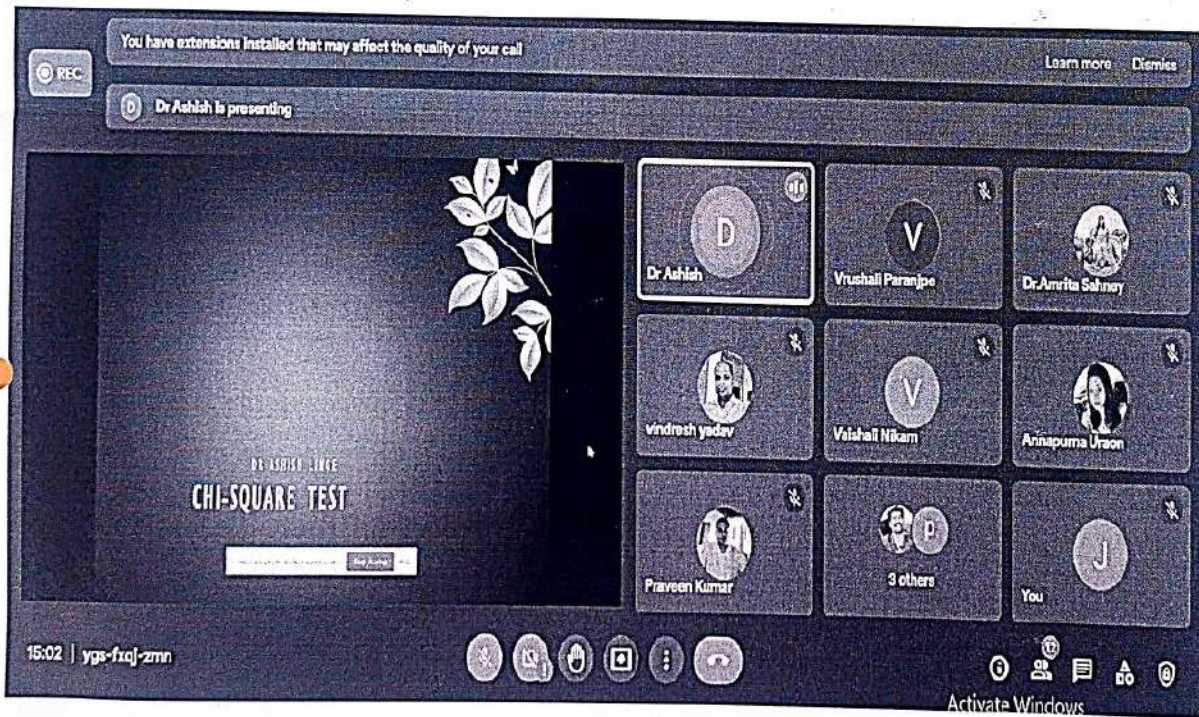 You have extensions installed that may affect the quality of your call
Learn more Dismiss
REC
D Dr Ashish is presenting
DR ASHISH LINGE
CHI-SQUARE TEST
Stop sharing
D
Dr Ashish
V
Vrushali Paranjpe
Dr.Amrita Sahney
vindresh yadav
V
Vaishali Nikam
Annapurna Uraon
Praveen Kumar
P
3 others
J
You
15:02 | ygs-fxqj-zmn
12
Activate Windows